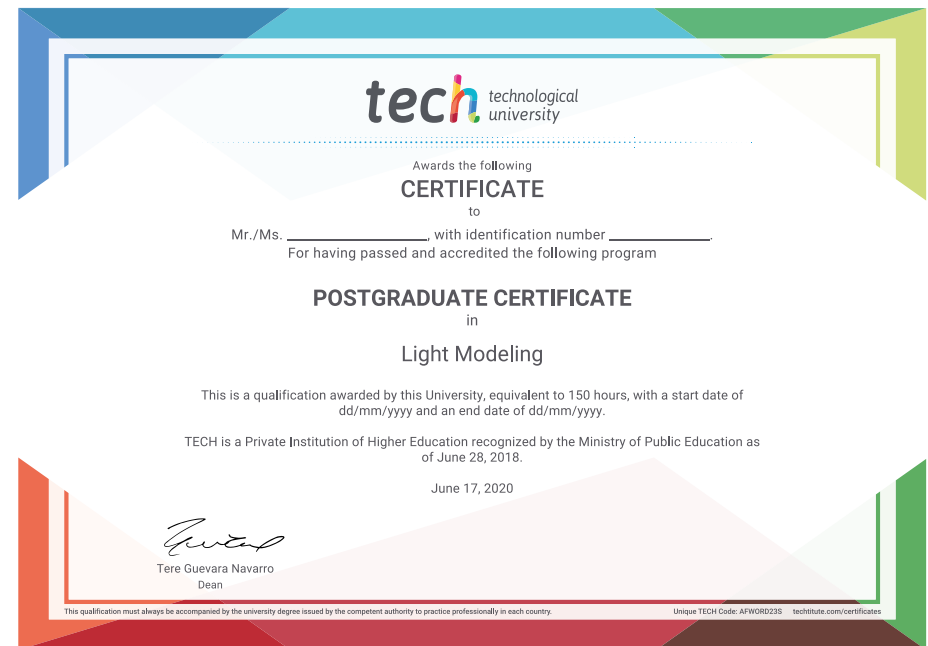 tech technological
university
Awards the following
CERTIFICATE
to
Mr./Ms. ____________________, with identification number ______________.
For having passed and accredited the following program
POSTGRADUATE CERTIFICATE
in
Light Modeling
This is a qualification awarded by this University, equivalent to 150 hours, with a start date of
dd/mm/yyyy and an end date of dd/mm/yyyy.
TECH is a Private Institution of Higher Education recognized by the Ministry of Public Education as
of June 28, 2018.
June 17, 2020
Tere Guevara Navarro
Dean
This qualification must always be accompanied by the university degree issued by the competent authority to practice professionally in each country.
Unique TECH Code: AFWORD23S techtitute.com/certificates